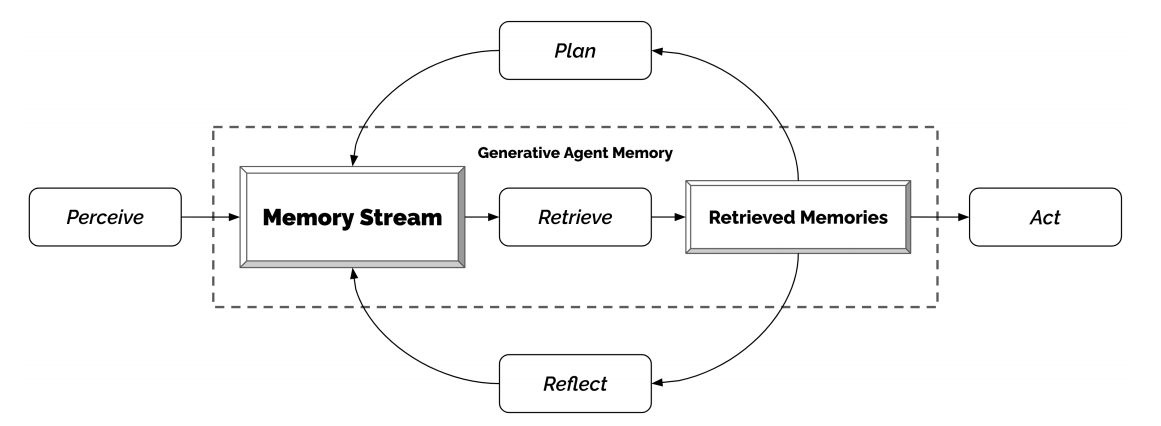 Plan
Generative Agent Memory
Perceive
Memory Stream
Retrieve
Retrieved Memories
Act
Reflect